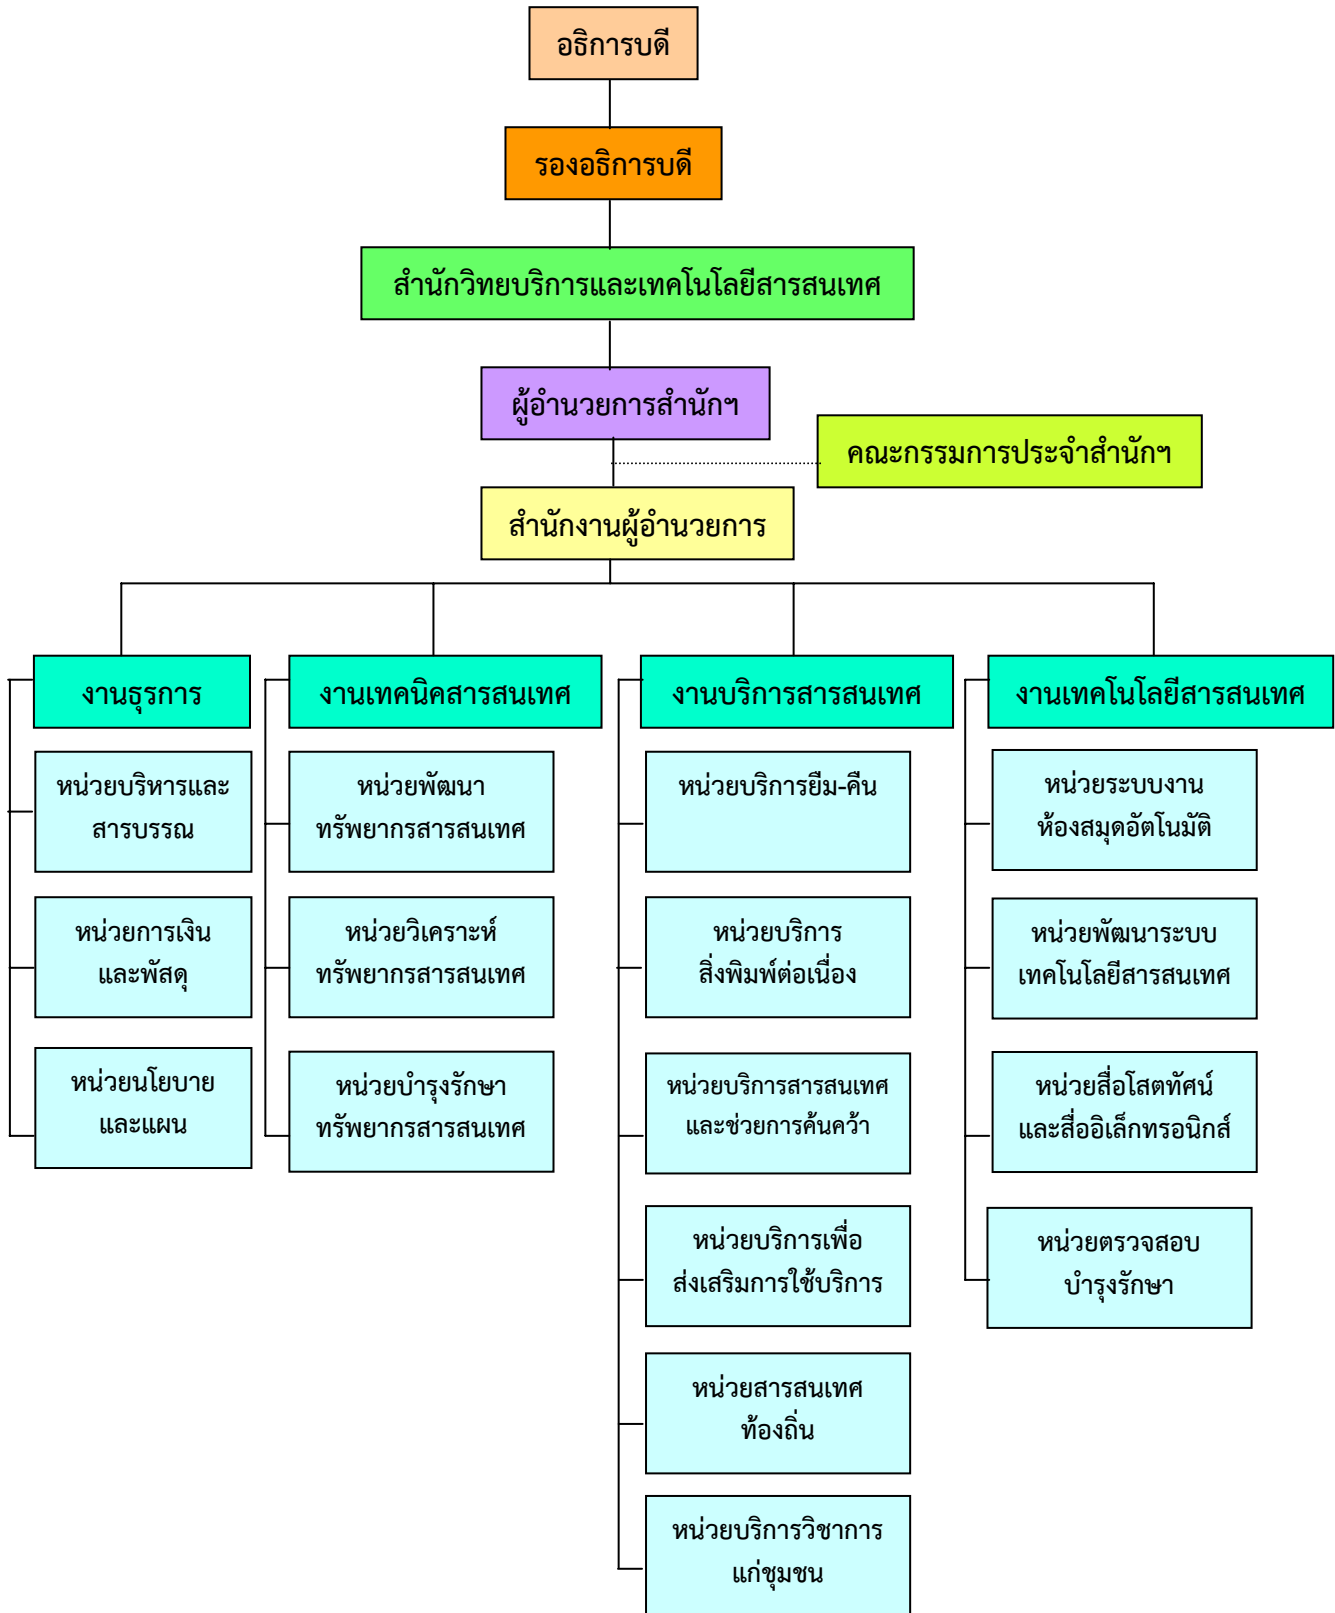 อธิการบดี
รองอธิการบดี
สำนักวิทยบริการและเทคโนโลยีสารสนเทศ
ผู้อำนวยการสำนักฯ
คณะกรรมการประจำสำนักฯ
สำนักงานผู้อำนวยการ
งานธุรการ
หน่วยบริหารและ
สารบรรณ
หน่วยการเงิน
และพัสดุ
หน่วยนโยบาย
และแผน
งานเทคนิคสารสนเทศ
หน่วยพัฒนา
ทรัพยากรสารสนเทศ
หน่วยวิเคราะห์
ทรัพยากรสารสนเทศ
หน่วยบำรุงรักษา
ทรัพยากรสารสนเทศ
งานบริการสารสนเทศ
หน่วยบริการยืม-คืน
หน่วยบริการ
สิ่งพิมพ์ต่อเนื่อง
หน่วยบริการสารสนเทศ
และช่วยการค้นคว้า
หน่วยบริการเพื่อ
ส่งเสริมการใช้บริการ
หน่วยสารสนเทศ
ท้องถิ่น
หน่วยบริการวิชาการ
แก่ชุมชน
งานเทคโนโลยีสารสนเทศ
หน่วยระบบงาน
ห้องสมุดอัตโนมัติ
หน่วยพัฒนาระบบ
เทคโนโลยีสารสนเทศ
หน่วยสื่อโสตทัศน์
และสื่ออิเล็กทรอนิกส์
หน่วยตรวจสอบ
บำรุงรักษา